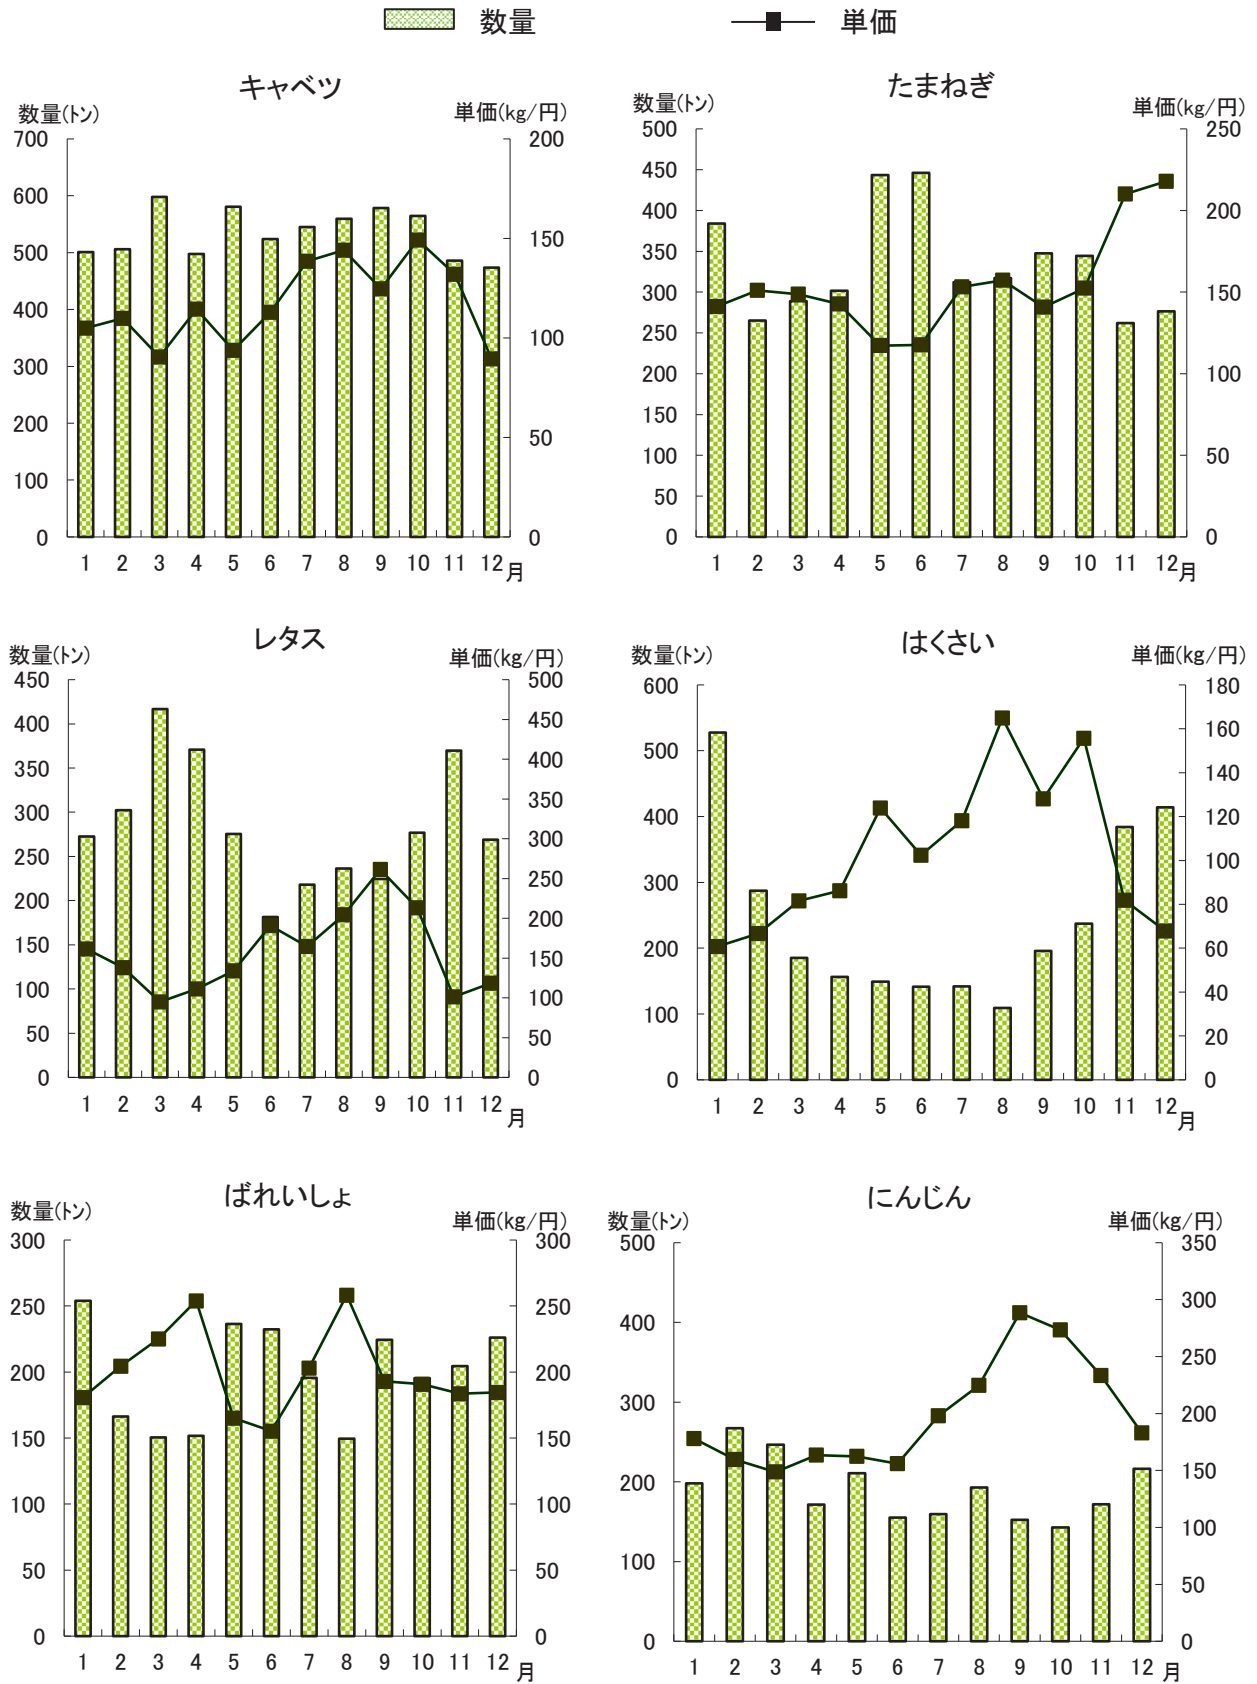 数量 単価
キャベツ
数量(トン) 単価(kg/円)
700 200
600
500 150
400
300 100
200
100 50
0 0
1 2 3 4 5 6 7 8 9 10 11 12 月
たまねぎ
数量(トン) 単価(kg/円)
500 250
450
400 200
350
300 150
250
200 100
150
100 50
50
0 0
1 2 3 4 5 6 7 8 9 10 11 12 月
レタス
数量(トン) 単価(kg/円)
450 500
400 450
350 400
300 350
250 300
200 250
150 200
100 150
50 100
0 50
0
1 2 3 4 5 6 7 8 9 10 11 12 月
はくさい
数量(トン) 単価(kg/円)
600 180
500 160
400 140
300 120
200 100
100 80
0 60
40
20
0
1 2 3 4 5 6 7 8 9 10 11 12 月
ばれいしょ
数量(トン) 単価(kg/円)
300 300
250 250
200 200
150 150
100 100
50 50
0 0
1 2 3 4 5 6 7 8 9 10 11 12 月
にんじん
数量(トン) 単価(kg/円)
500 350
400 300
300 250
200 200
100 150
0 100
50
0
1 2 3 4 5 6 7 8 9 10 11 12 月